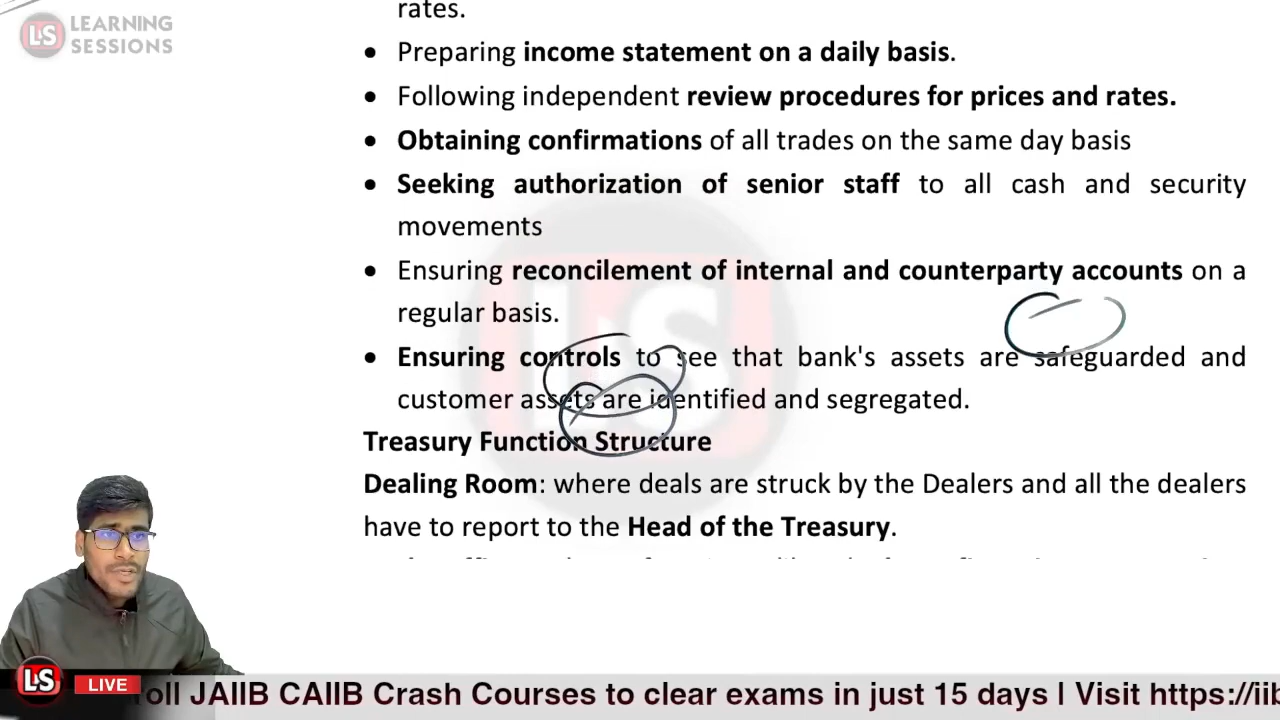 LEARNING
SESSIONS
LS
rates.
• Preparing income statement on a daily basis.
• Following independent review procedures for prices and rates.
• Obtaining confirmations of all trades on the same day basis
• Seeking authorization of senior staff to all cash and security
movements
• Ensuring reconcilement of internal and counterparty accounts on a
regular basis.
• Ensuring controls to see that bank's assets are safeguarded and
customer assets are identified and segregated.
Treasury Function Structure
Dealing Room: where deals are struck by the Dealers and all the dealers
have to report to the Head of the Treasury.
LS
LS LIVE oll JAIIB CAIIB Crash Courses to clear exams in just 15 days | Visit https://iib